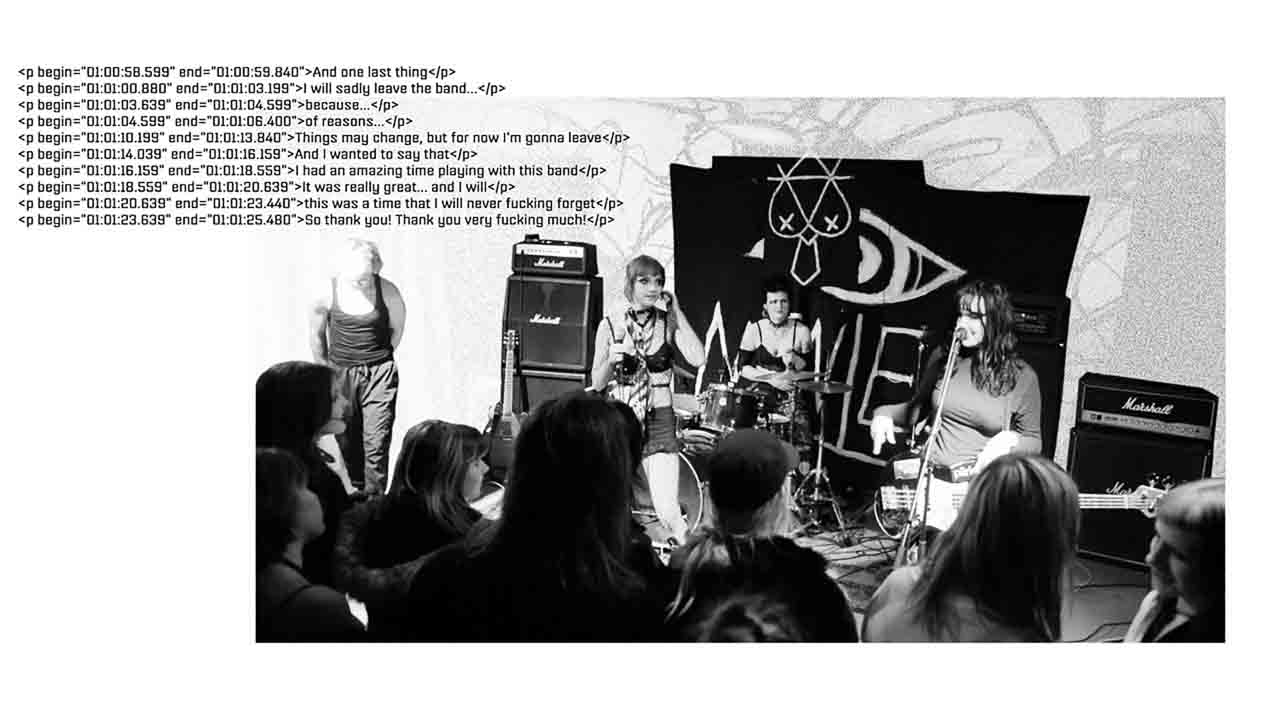 <p begin="01:00:58.599" end="01:00:59.840">And one last thing</p>
<p begin="01:01:00.880" end="01:01:03.199">I will sadly leave the band...</p>
<p begin="01:01:03.639" end="01:01:04.599">because...</p>
<p begin="01:01:04.599" end="01:01:06.400">of reasons...</p>
<p begin="01:01:10.199" end="01:01:13.840">Things may change, but for now I'm gonna leave</p>
<p begin="01:01:14.039" end="01:01:16.159">And I wanted to say that</p>
<p begin="01:01:16.159" end="01:01:18.559">I had an amazing time playing with this band</p>
<p begin="01:01:18.559" end="01:01:20.639">It was really great... and I will</p>
<p begin="01:01:20.639" end="01:01:23.440">this was a time that I will never fucking forget</p>
<p begin="01:01:23.639" end="01:01:25.480">So thank you! Thank you very fucking much!</p>
Marshall
Marshall
Marshall